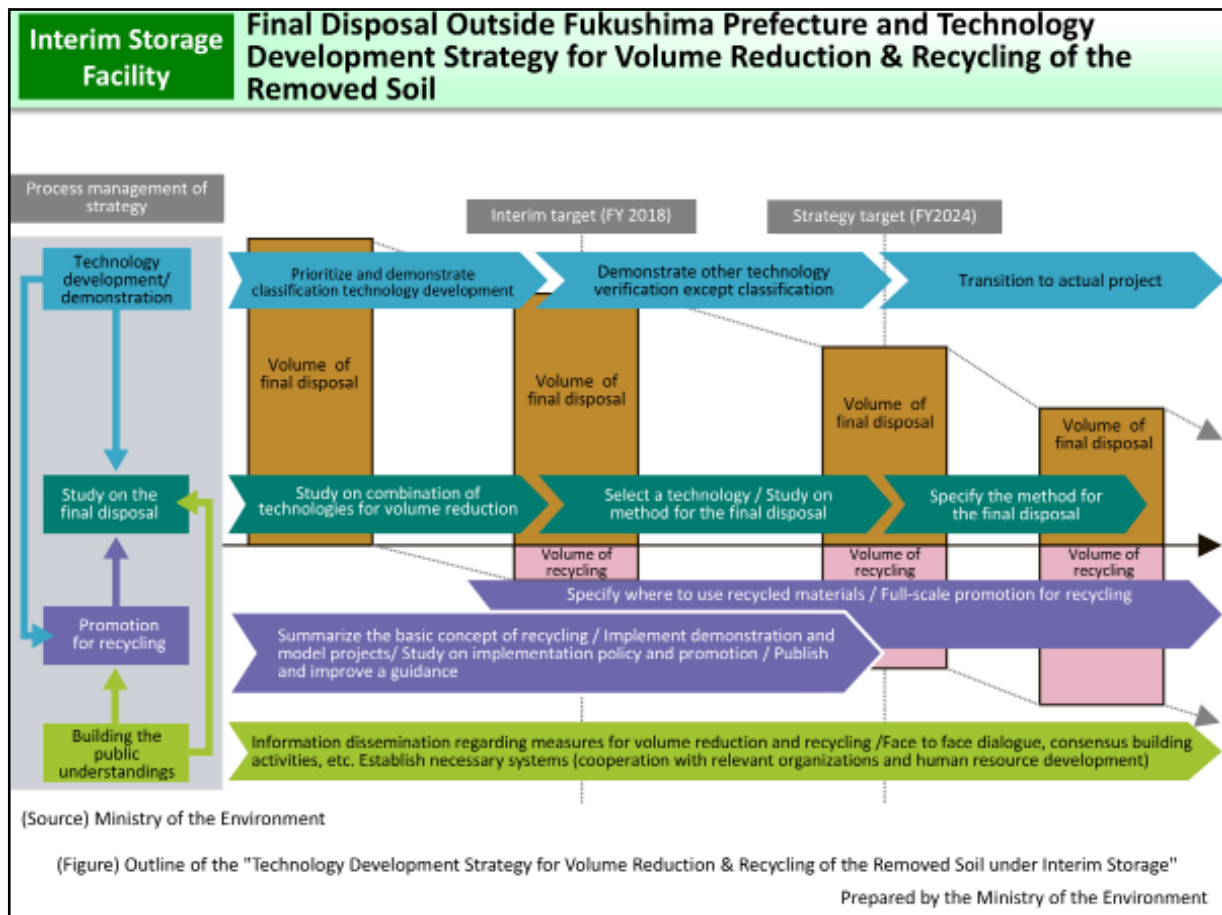 Interim Storage
Facility
Final Disposal Outside Fukushima Prefecture and Technology
Development Strategy for Volume Reduction & Recycling of the
Removed Soil
Process management of
strategy
Interim target (FY 2018)
Strategy target (FY2024)
Technology
development/
demonstration
Prioritize and demonstrate
classification technology development
Demonstrate other technology
verification except classification
Transition to actual project
Volume of
final disposal
Volume of
final disposal
Volume of
final disposal
Volume of
final disposal
Study on the
final disposal
Study on combination of
technologies for volume reduction
Select a technology / Study on
method for the final disposal
Specify the method for
the final disposal
Volume of
recycling
Volume of
recycling
Volume of
recycling
Specify where to use recycled materials / Full-scale promotion for recycling
Promotion
for recycling
Summarize the basic concept of recycling / Implement demonstration and
model projects/ Study on implementation policy and promotion / Publish
and improve a guidance
Building the
public
understandings
Information dissemination regarding measures for volume reduction and recycling /Face to face dialogue, consensus building
activities, etc. Establish necessary systems (cooperation with relevant organizations and human resource development)
(Source) Ministry of the Environment
(Figure) Outline of the "Technology Development Strategy for Volume Reduction & Recycling of the Removed Soil under Interim Storage"
Prepared by the Ministry of the Environment